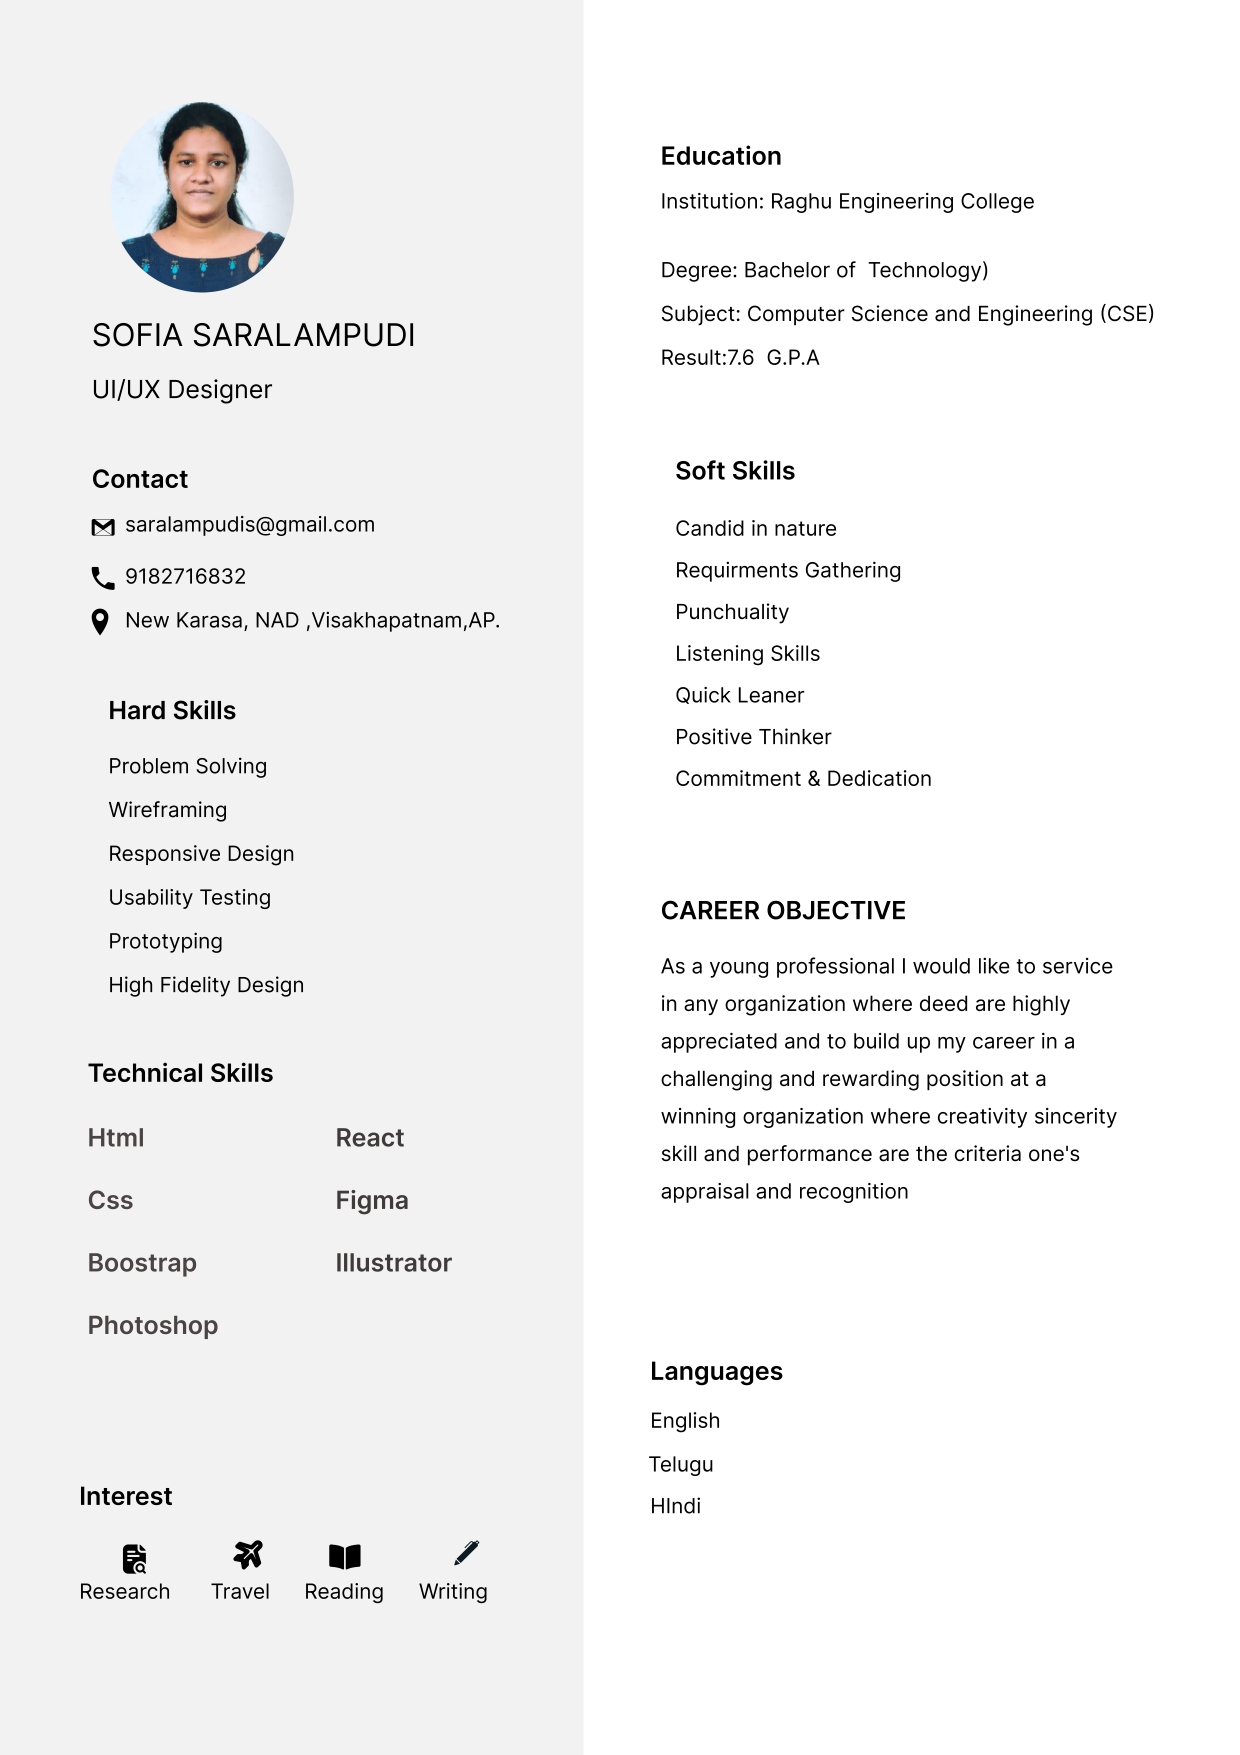 SOFIA SARALAMPUDI
UI/UX Designer
Contact
saralampudis@gmail.com
9182716832
New Karasa, NAD ,Visakhapatnam,AP.
Hard Skills
Problem Solving
Wireframing
Responsive Design
Usability Testing
Prototyping
High Fidelity Design
Technical Skills
Html React
Css Figma
Boostrap Illustrator
Photoshop
Interest
Research Travel Reading Writing
Education
Institution: Raghu Engineering College
Degree: Bachelor of  Technology)
Subject: Computer Science and Engineering (CSE)
Result:7.6  G.P.A
Soft Skills
Candid in nature
Requirments Gathering
Punchuality
Listening Skills
Quick Leaner
Positive Thinker
Commitment & Dedication
CAREER OBJECTIVE
As a young professional I would like to service
in any organization where deed are highly
appreciated and to build up my career in a
challenging and rewarding position at a
winning organization where creativity sincerity
skill and performance are the criteria one's
appraisal and recognition
Languages
English
Telugu
HIndi